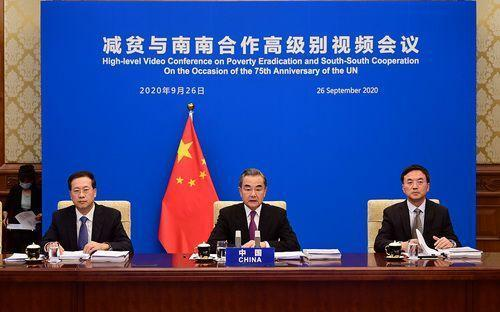 减贫与南南合作高级别视频会议
High-level Video Conference on Poverty Eradication and South-South Cooperation
On the Occasion of the 75th Anniversary of the UN
2020年9月26日 26 September 2020
中国
CHINA